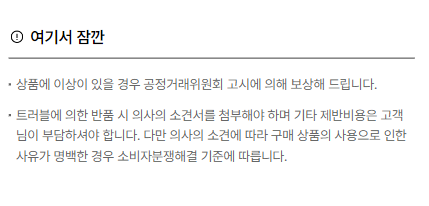 여기서 잠깐
• 상품에 이상이 있을 경우 공정거래위원회 고시에 의해 보상해 드립니다.
• 트러블에 의한 반품 시 의사의 소견서를 첨부해야 하며 기타 제반비용은 고객
님이 부담하셔야 합니다. 다만 의사의 소견에 따라 구매 상품의 사용으로 인한
사유가 명백한 경우 소비자분쟁해결 기준에 따릅니다.